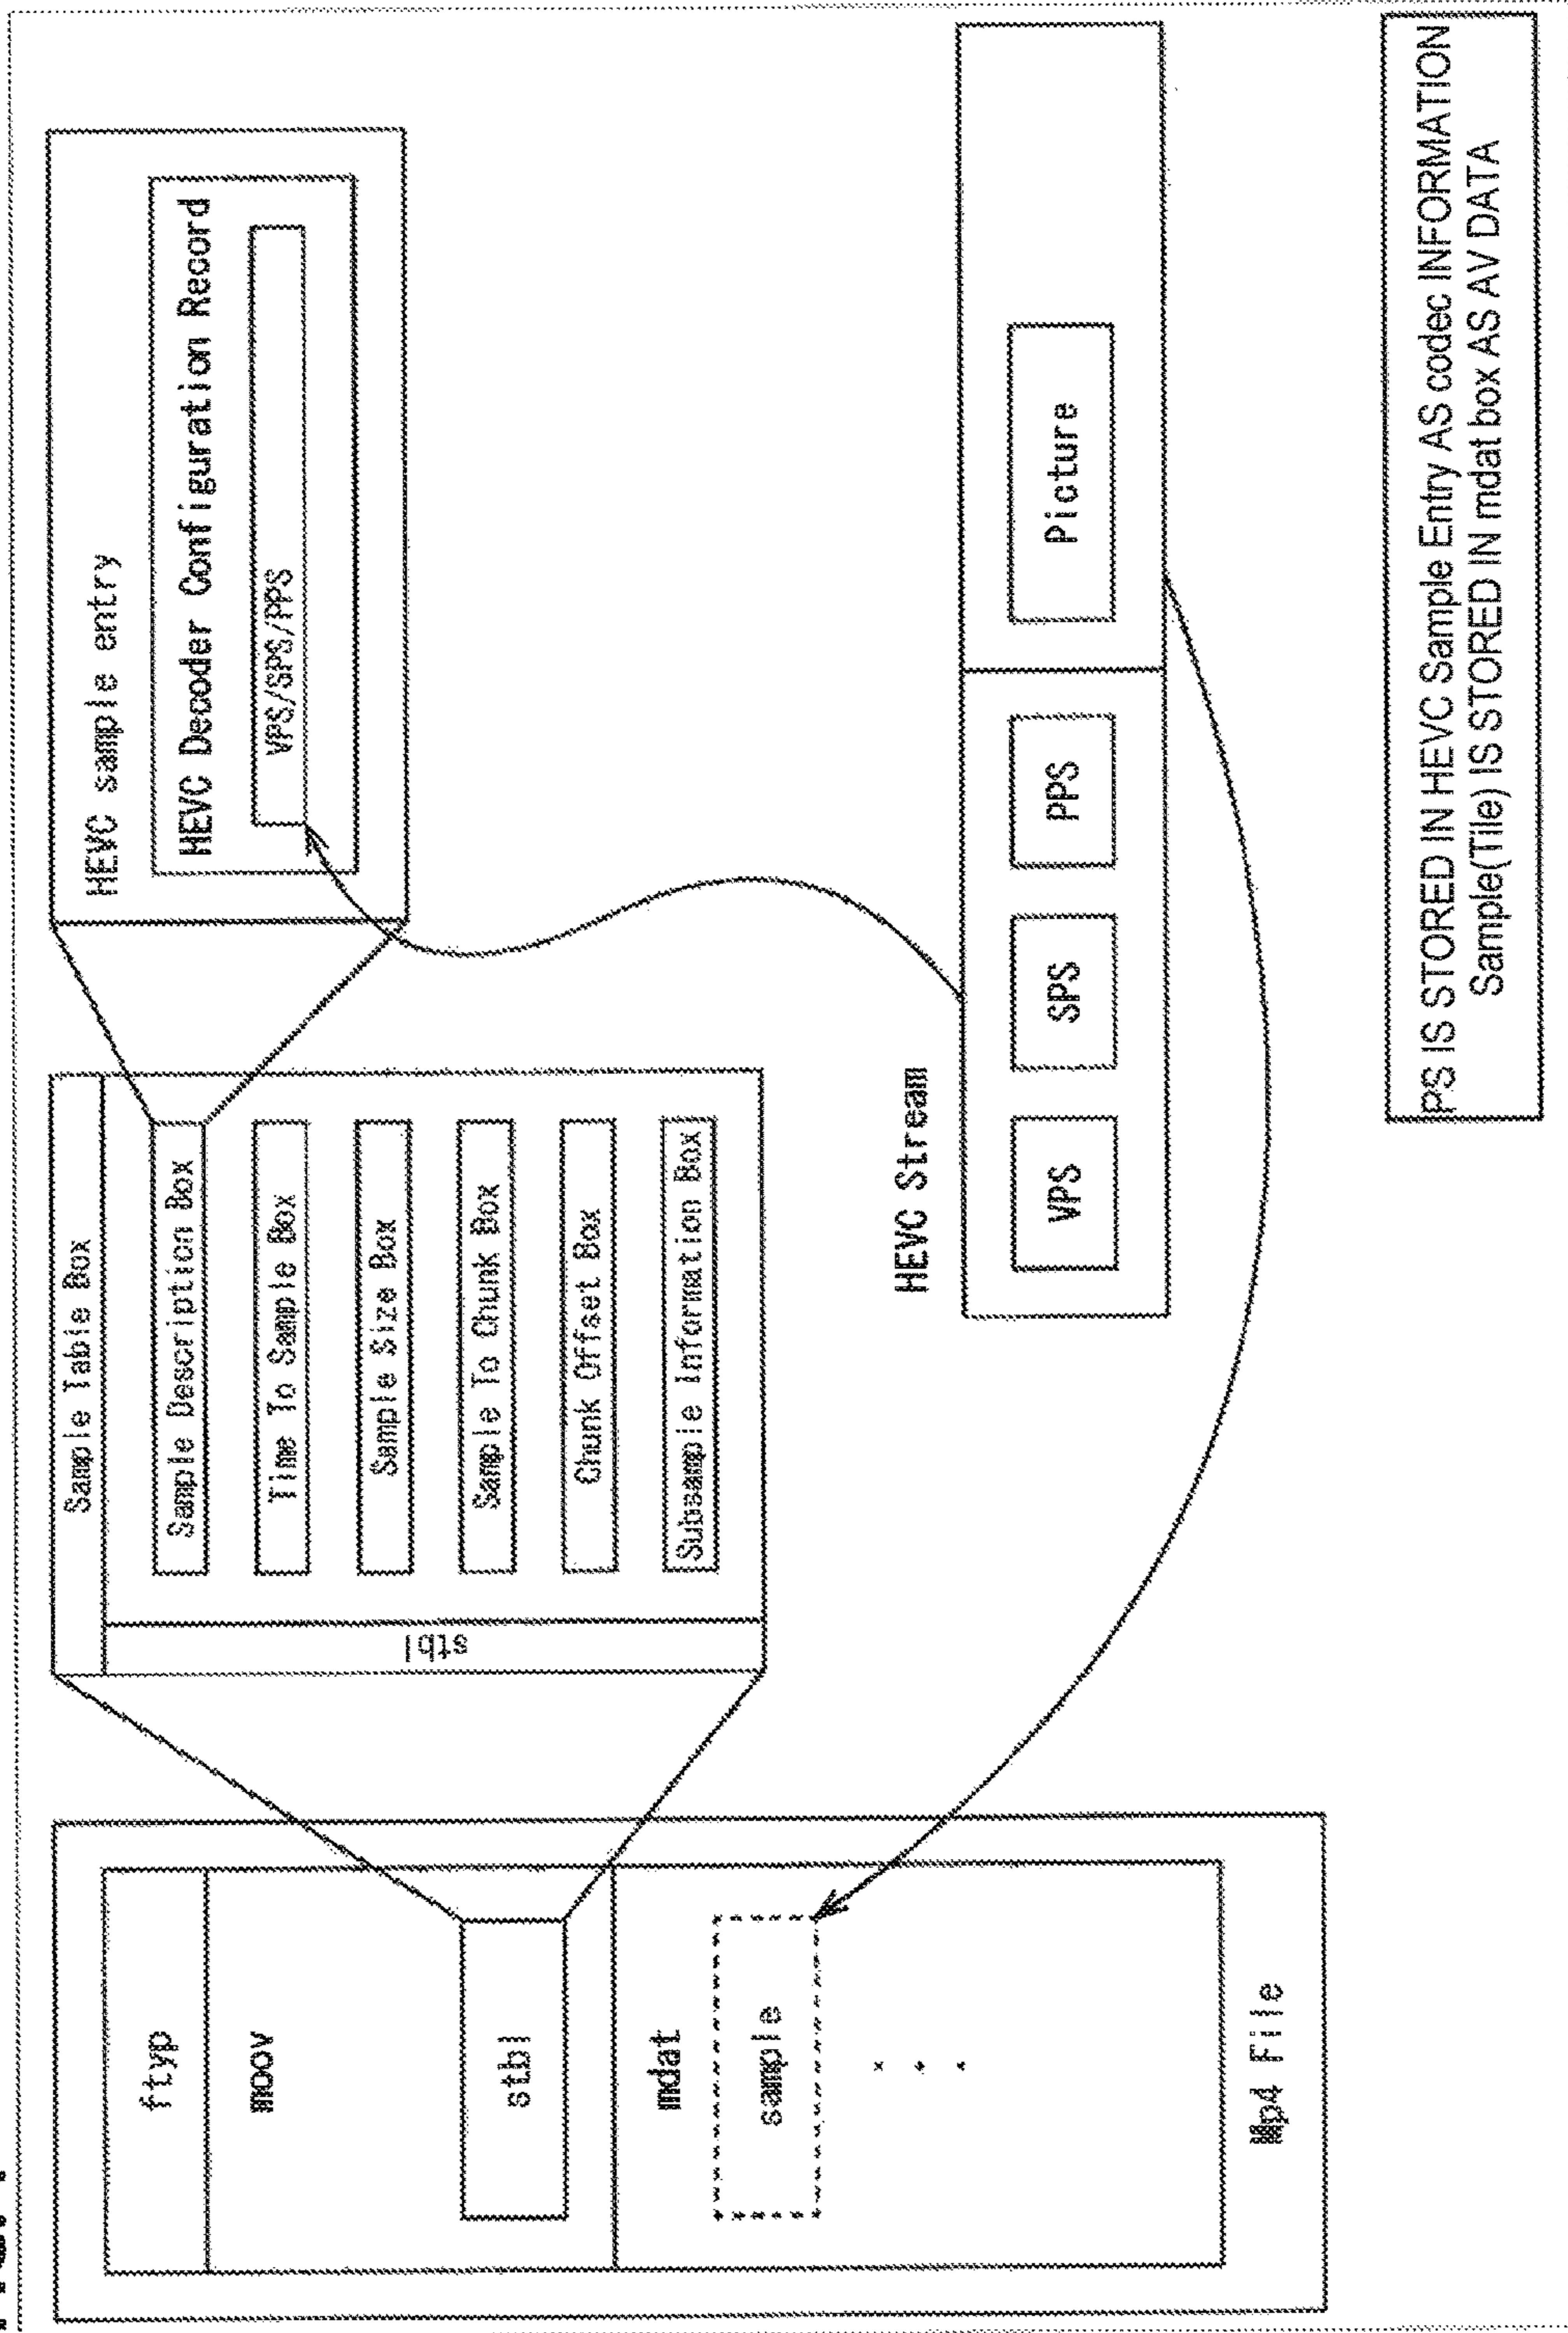 ftyp
moov
stbl
mdat
sample
Mp4 File
Sample Table Box
stbl
Sample Description Box
Time To Sample Box
Sample Size Box
Sample To Chunk Box
Chunk Offset Box
Subsample Information Box
HEVC sample entry
HEVC Decoder Configuration Record
VPS/SPS/PPS
HEVC Stream
VPS
SPS
PPS
Picture
PS IS STORED IN HEVC Sample Entry AS codec INFORMATION
Sample(Tile) IS STORED IN mdat box AS AV DATA